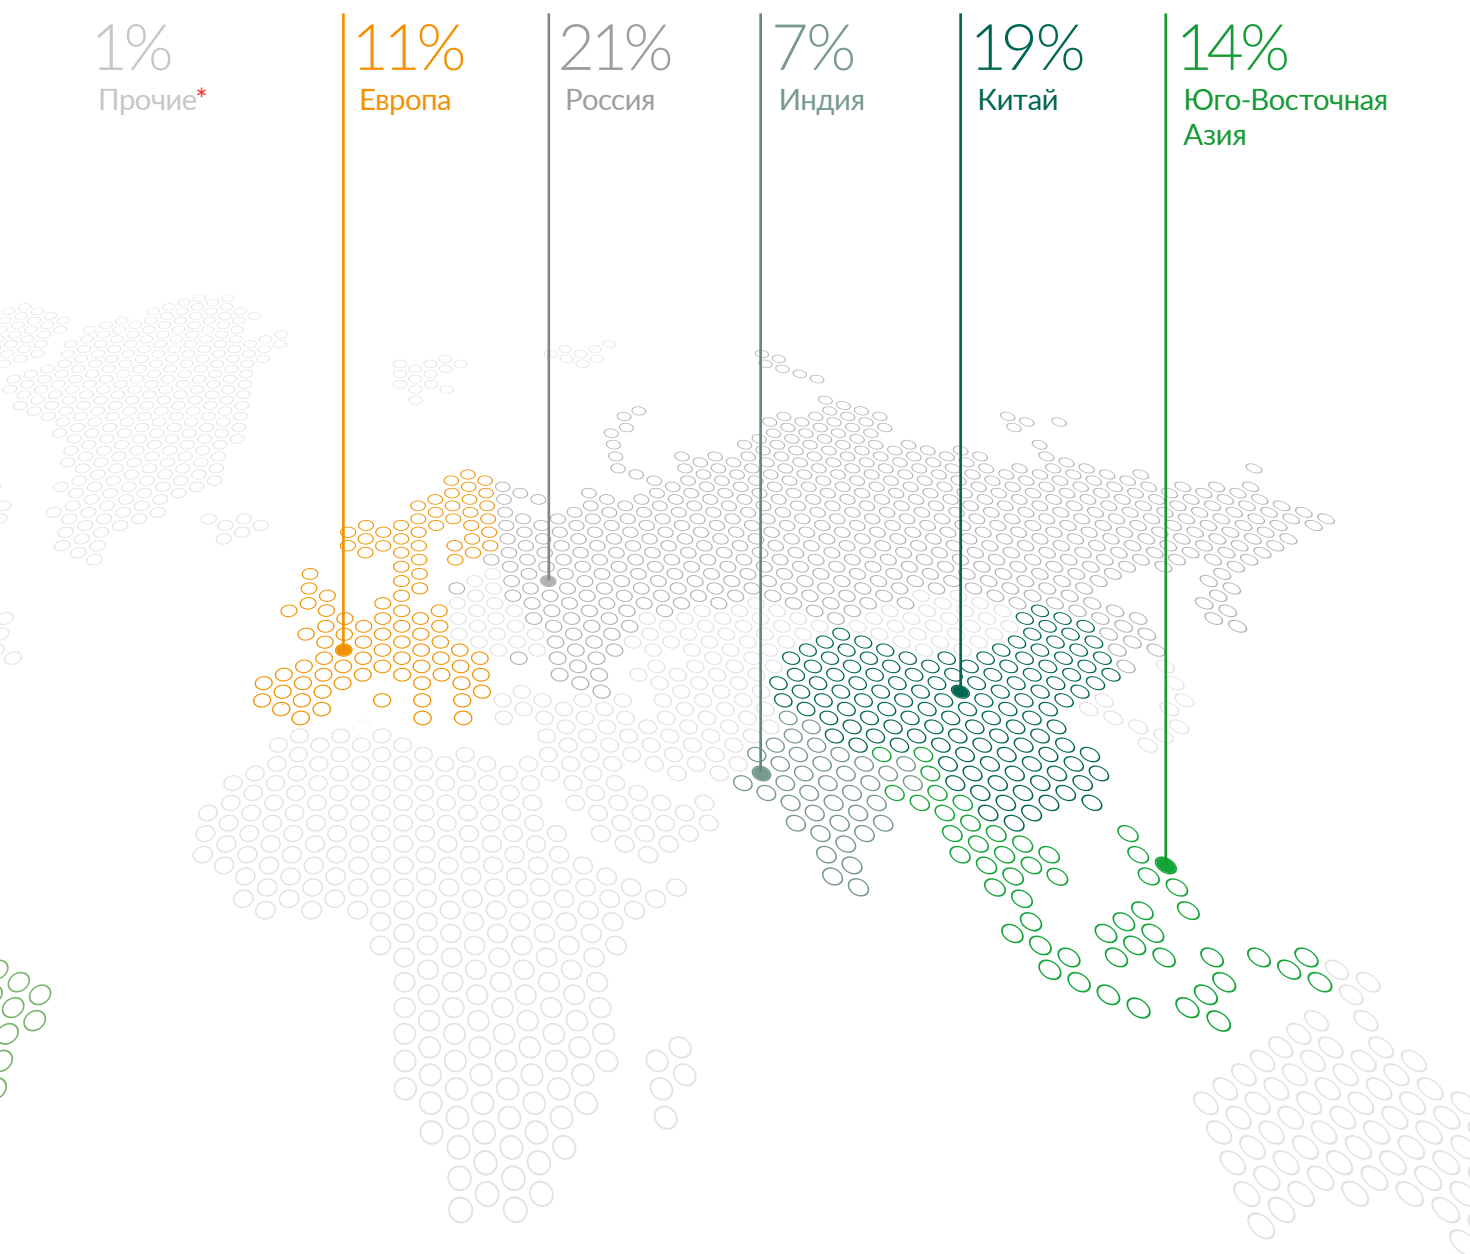 1%
Прочие*
11%
Европа
21%
Россия
7%
Индия
19%
Китай
14%
Юго-Восточная
Азия